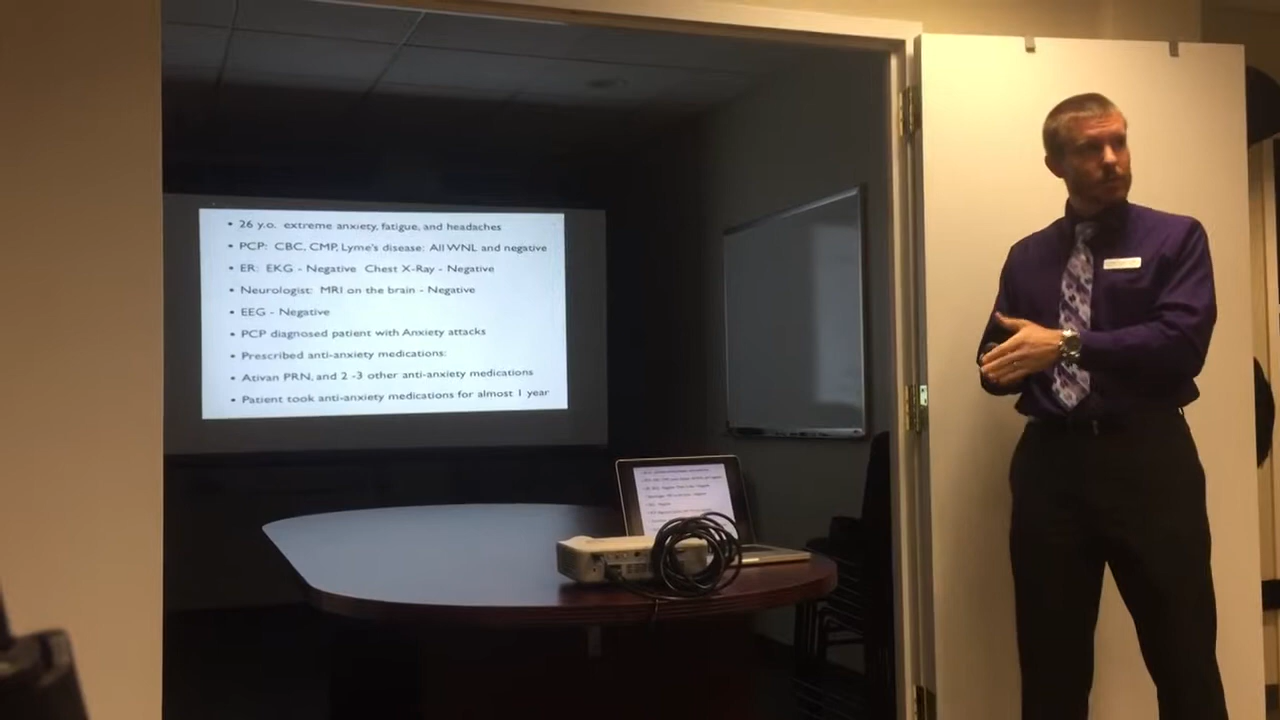 • 26 y.o. extreme anxiety, fatigue, and headaches
• PCP: CBC, CMP, Lyme's disease: All WNL and negative
• ER: EKG - Negative Chest X-Ray - Negative
• Neurologist: MRI on the brain - Negative
• EEG - Negative
• PCP diagnosed patient with Anxiety attacks
• Prescribed anti-anxiety medications:
• Ativan PRN, and 2 -3 other anti-anxiety medications
• Patient took anti-anxiety medications for almost 1 year